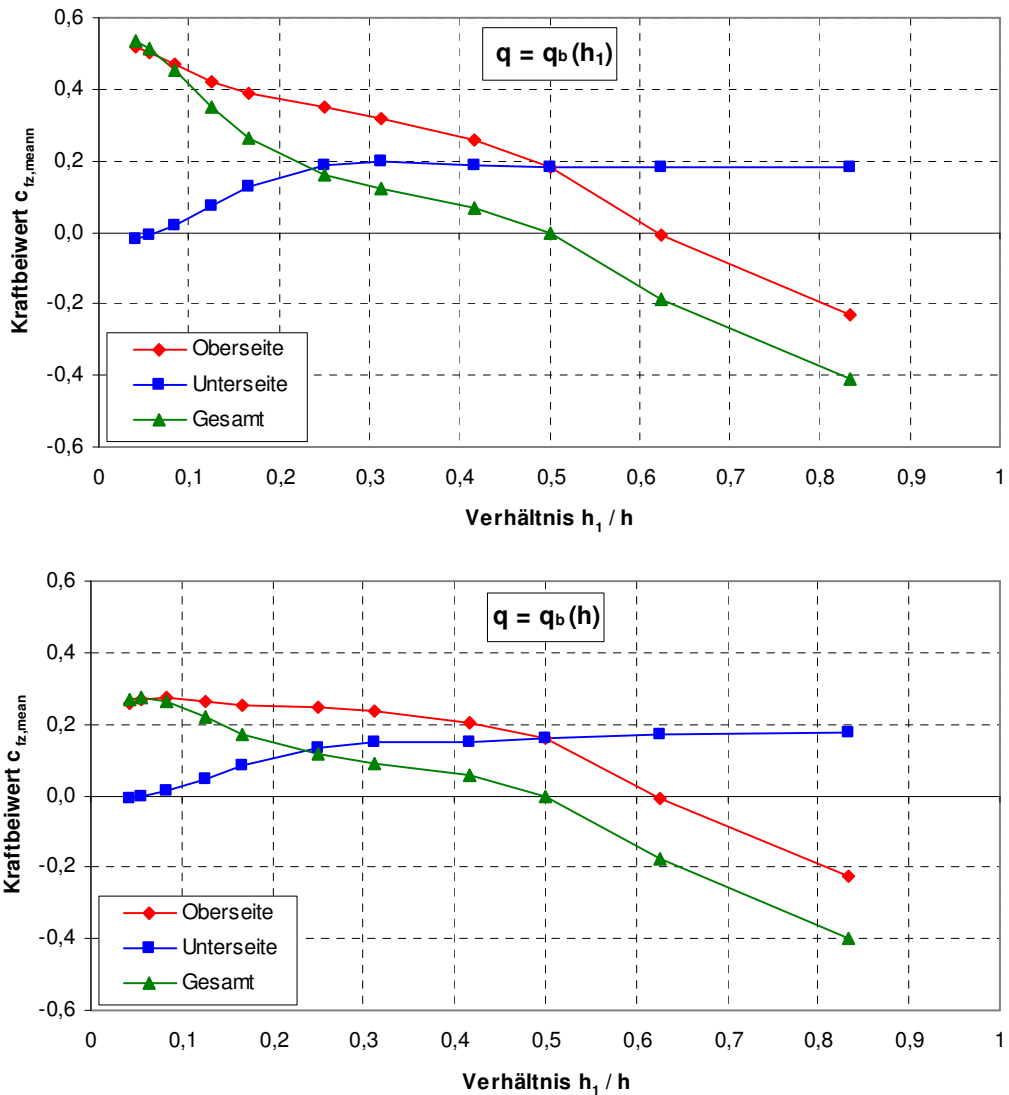 0,6
0,4
0,2
0,0
-0,2
-0,4
-0,6
Kraftbeiwert c fz,meann
q = qb (h1)
Oberseite
Unterseite
Gesamt
0 0,1 0,2 0,3 0,4 0,5 0,6 0,7 0,8 0,9 1
Verhältnis h1 / h
0,6
0,4
0,2
0,0
-0,2
-0,4
-0,6
Kraftbeiwert c fz,mean
q = qb (h)
Oberseite
Unterseite
Gesamt
0 0,1 0,2 0,3 0,4 0,5 0,6 0,7 0,8 0,9 1
Verhältnis h1 / h